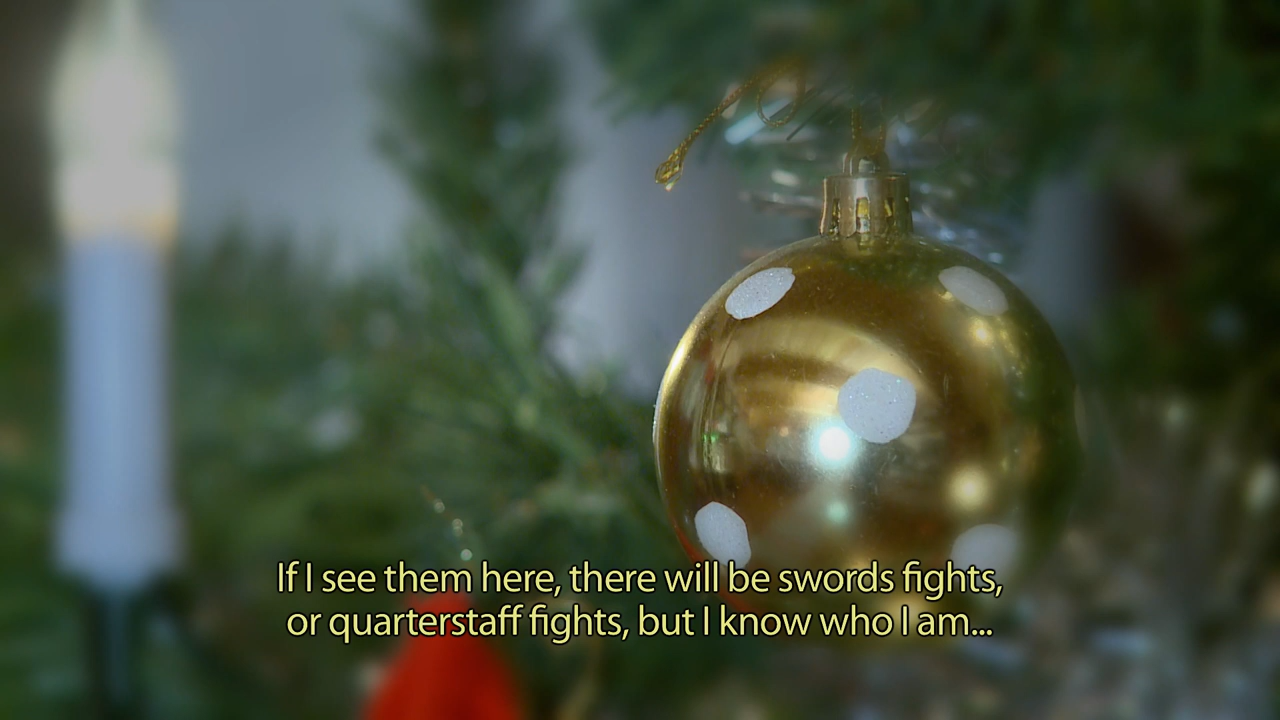 If I see them here, there will be swords fights,
or quarterstaff fights, but I know who I am...